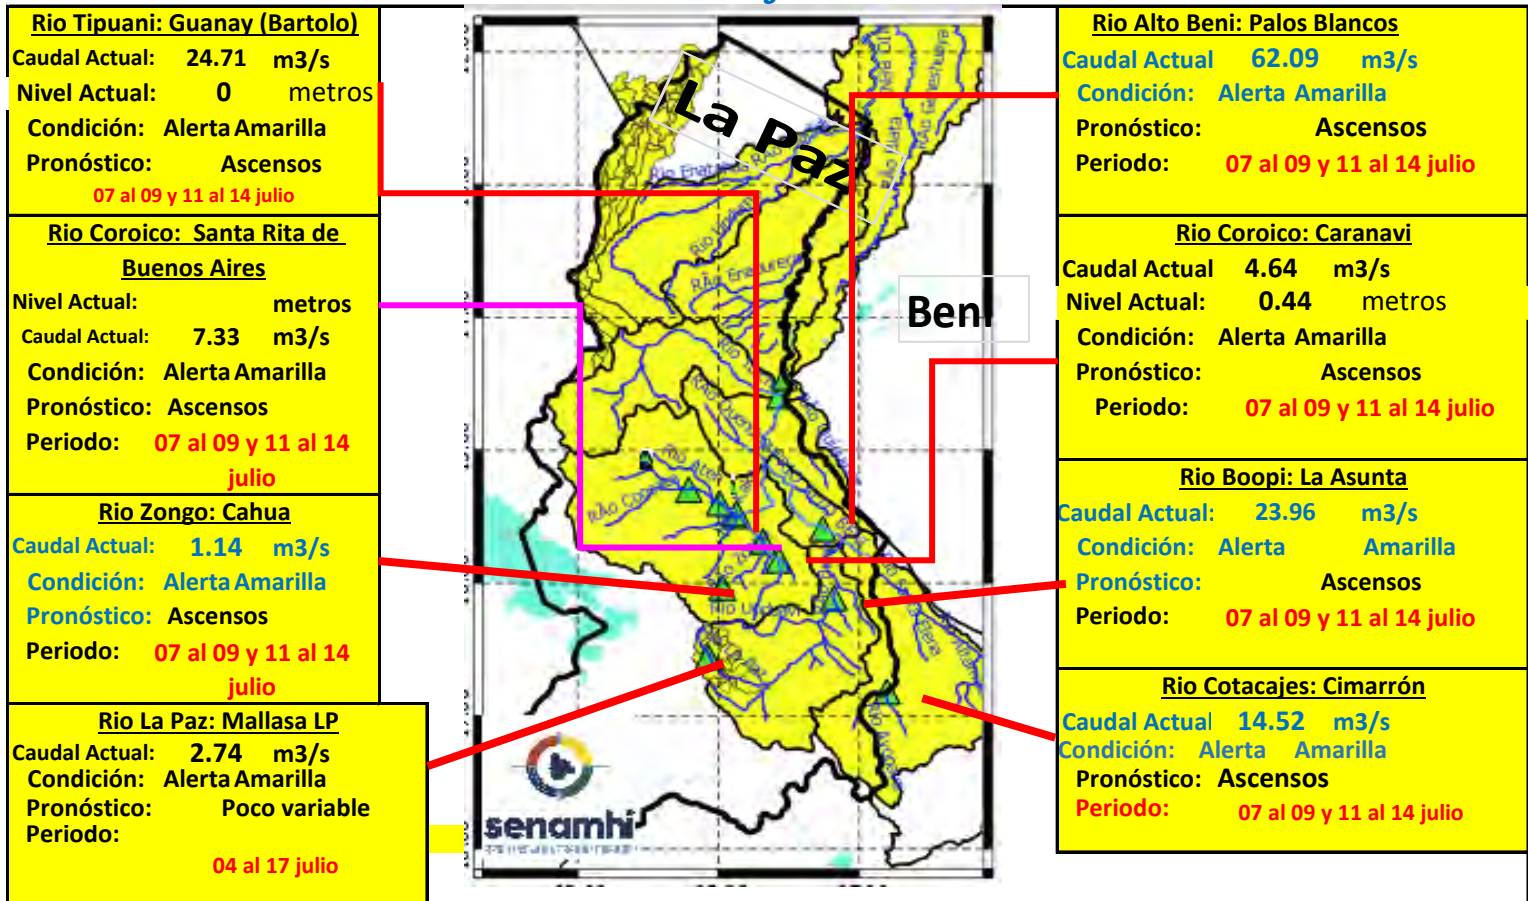 Rio Tipuani: Guanay (Bartolo)
Caudal Actual: 24.71 m3/s
Nivel Actual: 0 metros
Condición: Alerta Amarilla
Pronóstico: Ascensos
07 al 09 y 11 al 14 julio
Rio Coroico: Santa Rita de
Buenos Aires
Nivel Actual: metros
Caudal Actual: 7.33 m3/s
Condición: Alerta Amarilla
Pronóstico: Ascensos
Periodo: 07 al 09 y 11 al 14
julio
Rio Zongo: Cahua
Caudal Actual: 1.14 m3/s
Condición: Alerta Amarilla
Pronóstico: Ascensos
Periodo: 07 al 09 y 11 al 14
julio
Rio La Paz: Mallasa LP
Caudal Actual: 2.74 m3/s
Condición: Alerta Amarilla
Pronóstico: Poco variable
Periodo:
04 al 17 julio
La Paz
Beni
senamhi
Rio Alto Beni: Palos Blancos
Caudal Actual 62.09 m3/s
Condición: Alerta Amarilla
Pronóstico: Ascensos
Periodo: 07 al 09 y 11 al 14 julio
Rio Coroico: Caranavi
Caudal Actual 4.64 m3/s
Nivel Actual: 0.44 metros
Condición: Alerta Amarilla
Pronóstico: Ascensos
Periodo: 07 al 09 y 11 al 14 julio
Rio Boopi: La Asunta
Caudal Actual: 23.96 m3/s
Condición: Alerta Amarilla
Pronóstico: Ascensos
Periodo: 07 al 09 y 11 al 14 julio
Rio Cotacajes: Cimarrón
Caudal Actual 14.52 m3/s
Condición: Alerta Amarilla
Pronóstico: Ascensos
Periodo: 07 al 09 y 11 al 14 julio